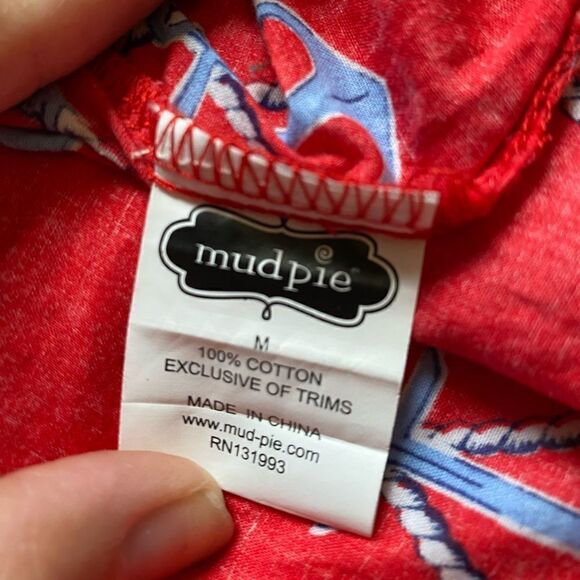 mudpie
M
100% COTTON
EXCLUSIVE OF TRIMS
MADE IN CHINA
www.mud-pie.com
RN131993